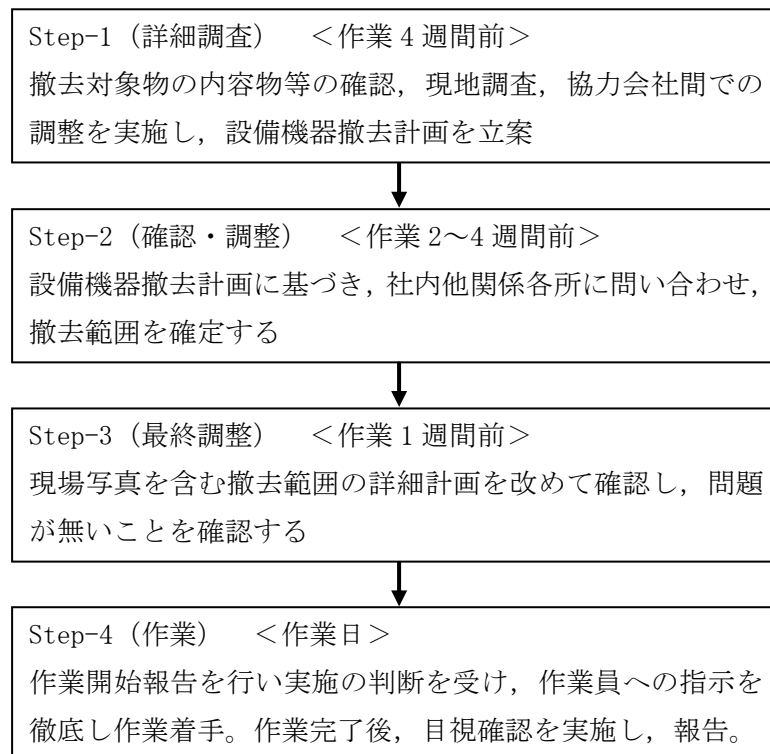 Step-1（詳細調査）　＜作業 4 週間前＞
撤去対象物の内容物等の確認，現地調査，協力会社間での
調整を実施し，設備機器撤去計画を立案
Step-2（確認・調整）　＜作業 2～4 週間前＞
設備機器撤去計画に基づき，社内他関係各所に問い合わせ，
撤去範囲を確定する
Step-3（最終調整）　＜作業 1 週間前＞
現場写真を含む撤去範囲の詳細計画を改めて確認し，問題
が無いことを確認する
Step-4（作業）　＜作業日＞
作業開始報告を行い実施の判断を受け，作業員への指示を
徹底し作業着手。作業完了後，目視確認を実施し，報告。